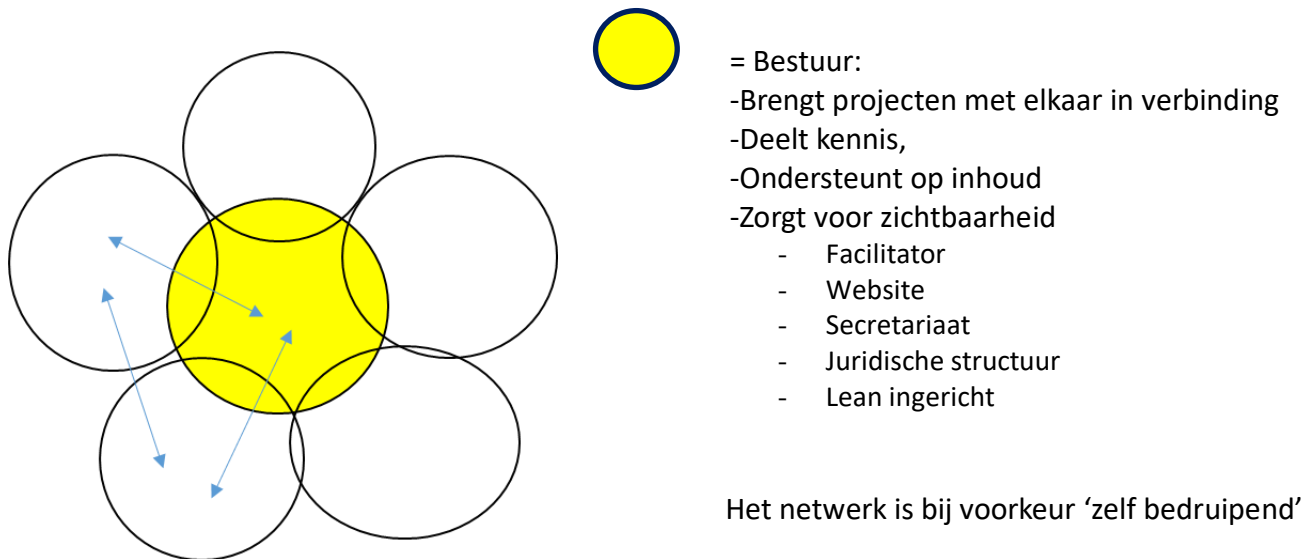 = Bestuur:
-Brengt projecten met elkaar in verbinding
-Deelt kennis,
-Ondersteunt op inhoud
-Zorgt voor zichtbaarheid
- Facilitator
- Website
- Secretariaat
- Juridische structuur
- Lean ingericht
Het netwerk is bij voorkeur ‘zelf bedruipend’